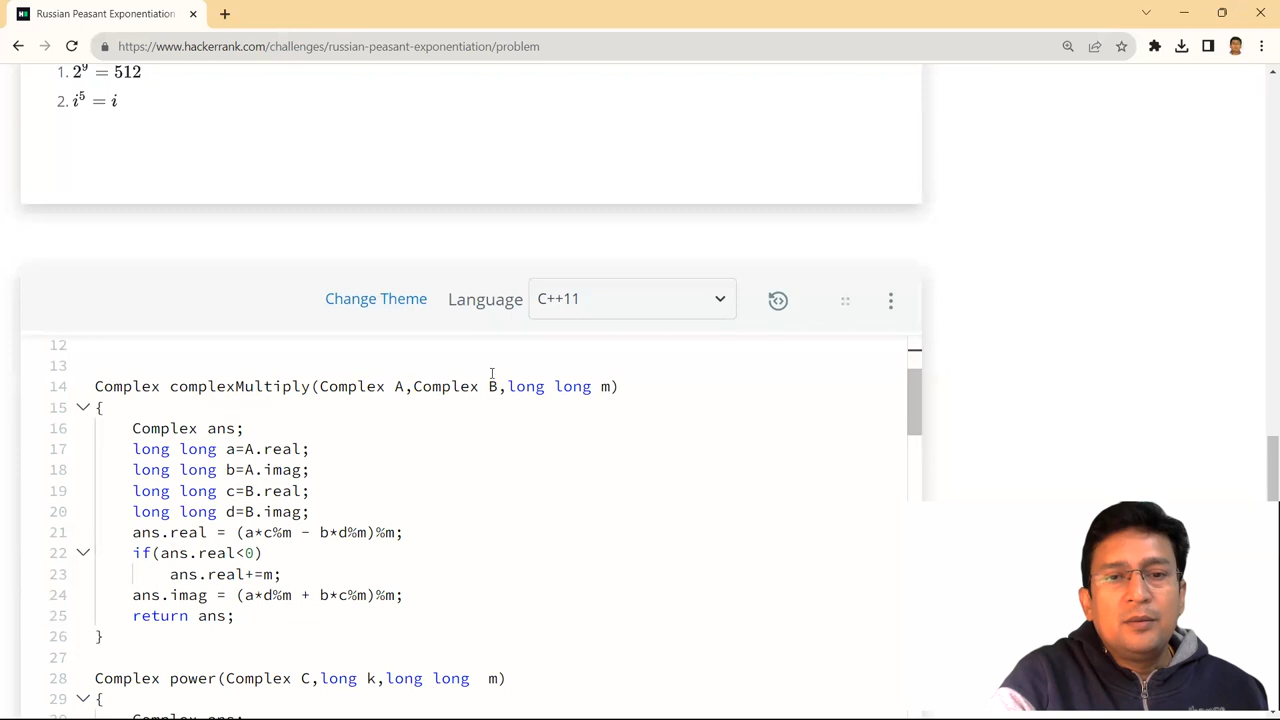 Russian Peasant Exponentiation
https://www.hackerrank.com/challenges/russian-peasant-exponentiation/problem
1. 2⁹ = 512
2. i⁵ = i
Change Theme Language C++11
12
13
14 Complex complexMultiply(Complex A,Complex B,long long m)
15 {
16 Complex ans;
17 long long a=A.real;
18 long long b=A.imag;
19 long long c=B.real;
20 long long d=B.imag;
21 ans.real = (a*c%m - b*d%m)%m;
22 if(ans.real<0)
23 ans.real+=m;
24 ans.imag = (a*d%m + b*c%m)%m;
25 return ans;
26 }
27
28 Complex power(Complex C,long k,long long m)
29 {
Complex ans;